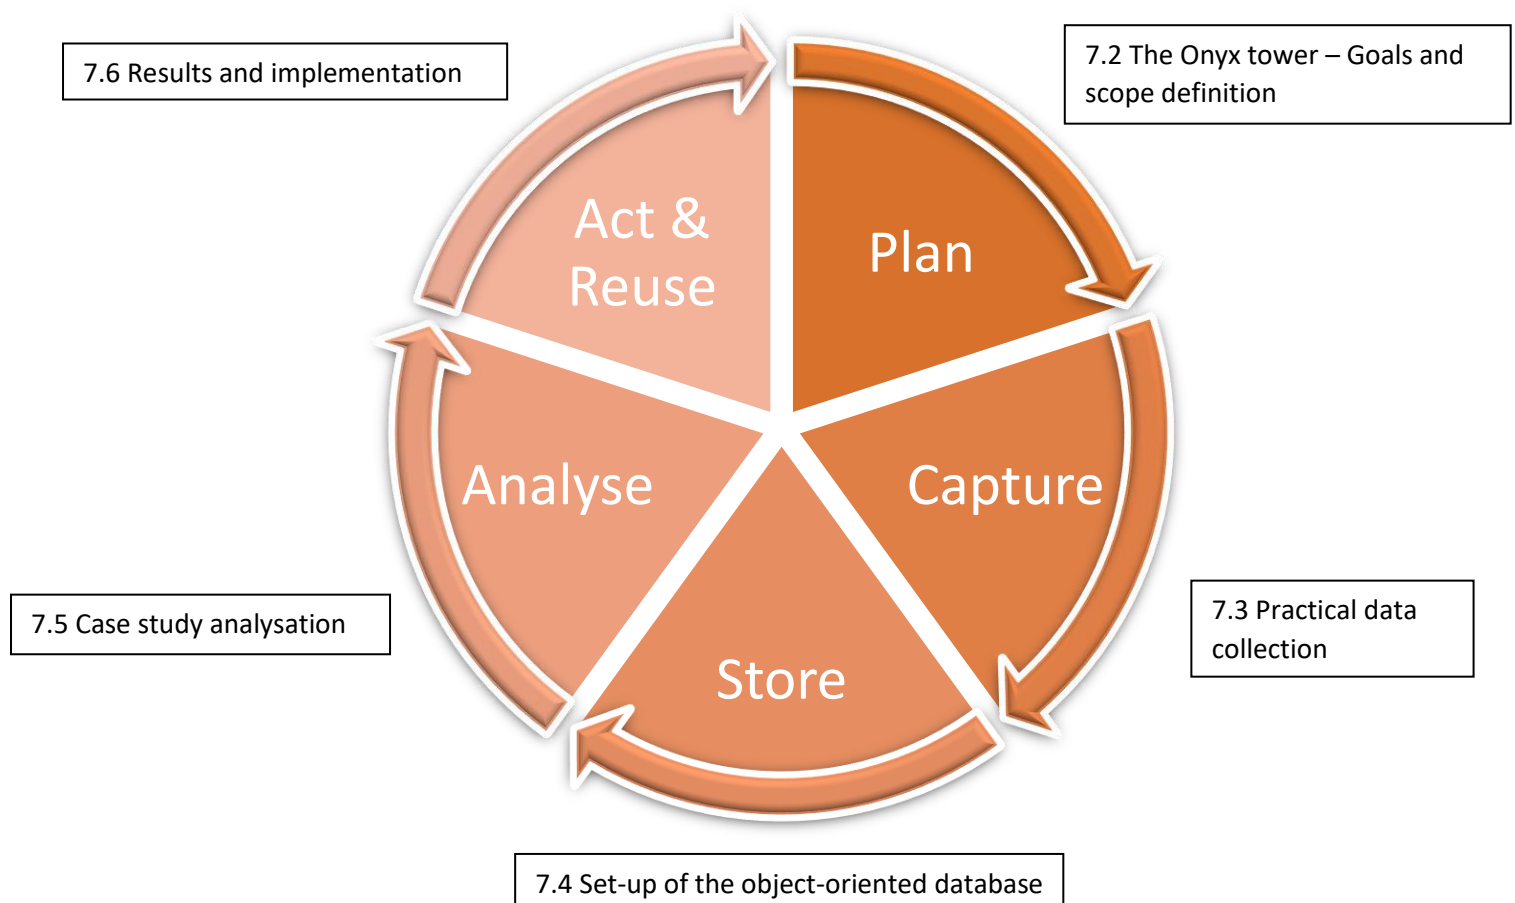 7.6 Results and implementation
7.2 The Onyx tower – Goals and
scope definition
Act &
Reuse
Plan
Analyse
Capture
7.5 Case study analysation
7.3 Practical data
collection
Store
7.4 Set-up of the object-oriented database